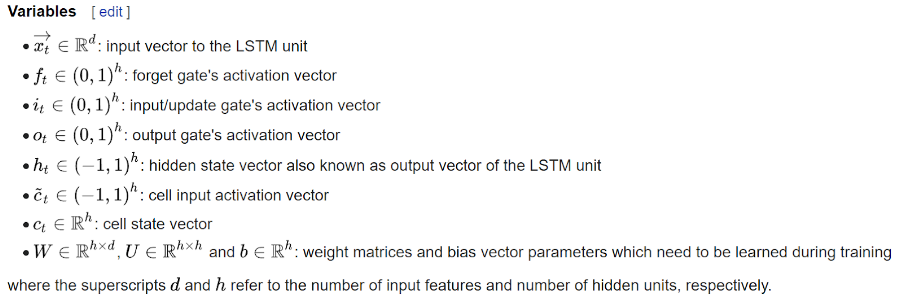 Variables [edit]
• $\overrightarrow{x_t} \in \mathbb{R}^d$: input vector to the LSTM unit
• $f_t \in (0,1)^h$: forget gate's activation vector
• $i_t \in (0,1)^h$: input/update gate's activation vector
• $o_t \in (0,1)^h$: output gate's activation vector
• $h_t \in (-1,1)^h$: hidden state vector also known as output vector of the LSTM unit
• $\tilde{c}_t \in (-1,1)^h$: cell input activation vector
• $c_t \in \mathbb{R}^h$: cell state vector
• $W \in \mathbb{R}^{h \times d}$, $U \in \mathbb{R}^{h \times h}$ and $b \in \mathbb{R}^h$: weight matrices and bias vector parameters which need to be learned during training
where the superscripts $d$ and $h$ refer to the number of input features and number of hidden units, respectively.